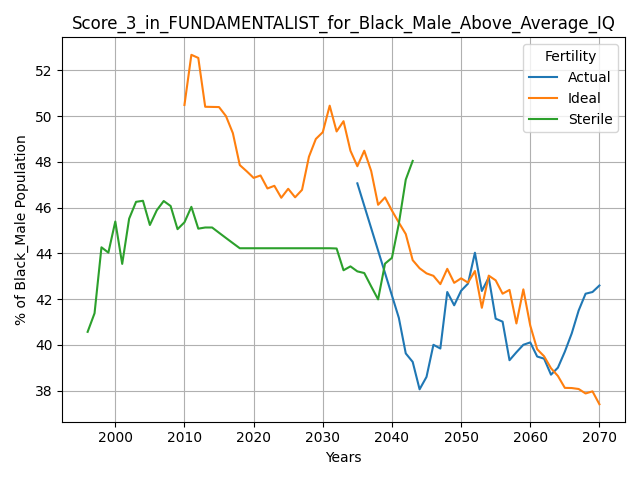 Score_3_in_FUNDAMENTALIST_for_Black_Male_Above_Average_IQ
Fertility
Actual
Ideal
Sterile
% of Black_Male Population
52
50
48
46
44
42
40
38
2000
2010
2020
2030
2040
2050
2060
2070
Years